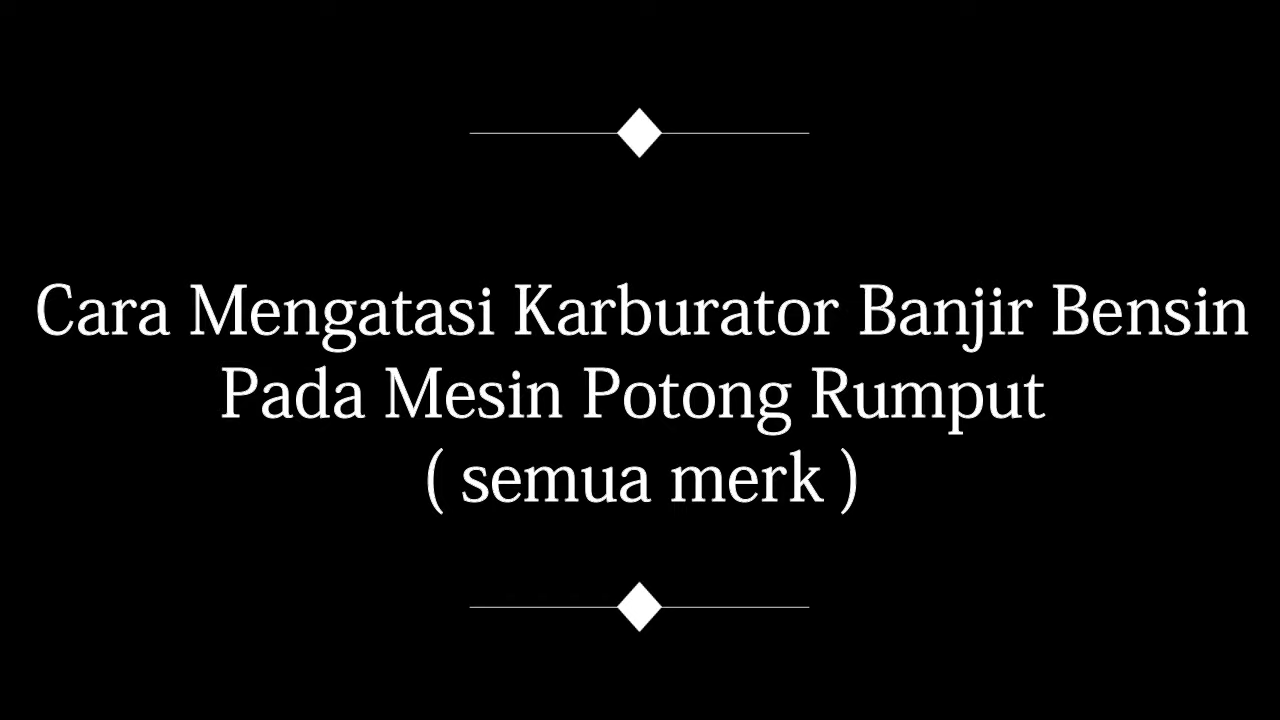 Cara Mengatasi Karburator Banjir Bensin
Pada Mesin Potong Rumput
( semua merk )